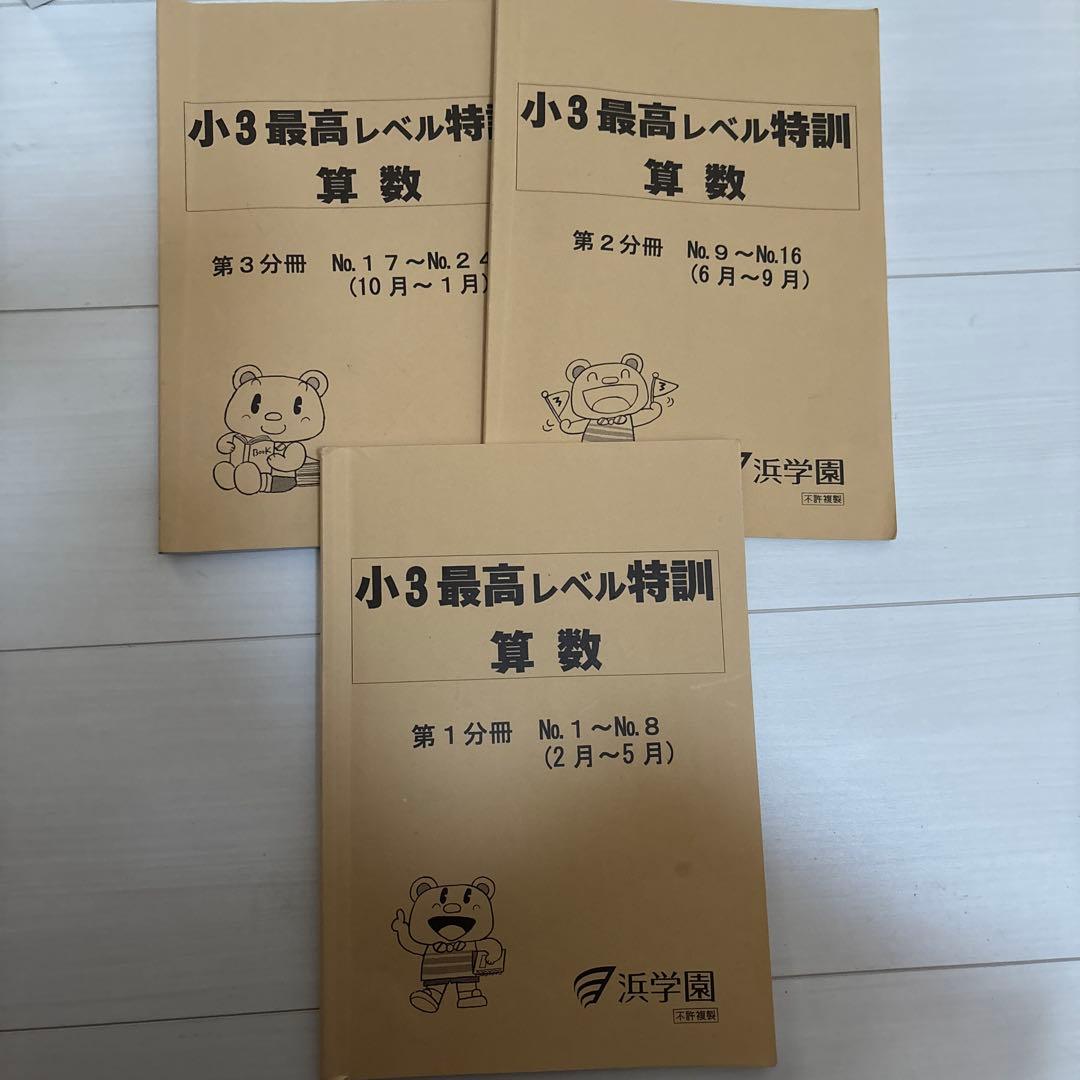 小3最高レベル特訓
算数
第3分冊 №.17～№.24
(10月～1月)
BOOK
小3最高レベル特訓
算数
第2分冊 №.9～№.16
(6月～9月)
3
3
浜学園
不許複製
小3最高レベル特訓
算数
第1分冊 №.1～№.8
(2月～5月)
浜学園
不許複製